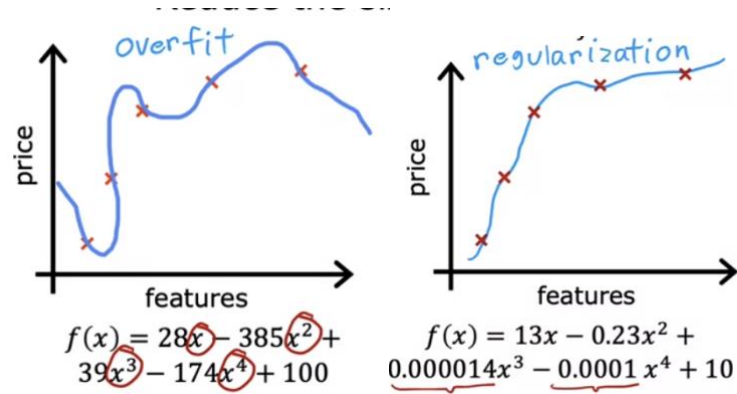 overfit
price
features
f(x) = 28x − 385x² +
39x³ − 174x⁴ + 100
regularization
price
features
f(x) = 13x − 0.23x² +
0.000014x³ − 0.0001 x⁴ + 10